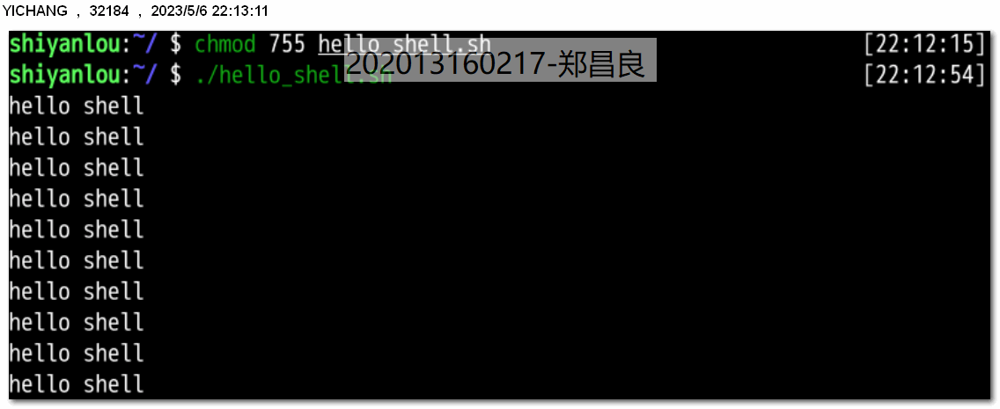 YICHANG , 32184 , 2023/5/6 22:13:11
shiyanlou:~/ $ chmod 755 hello_shell.sh [22:12:15]
202013160217-郑昌良
shiyanlou:~/ $ ./hello_shell.sh [22:12:54]
hello shell
hello shell
hello shell
hello shell
hello shell
hello shell
hello shell
hello shell
hello shell
hello shell